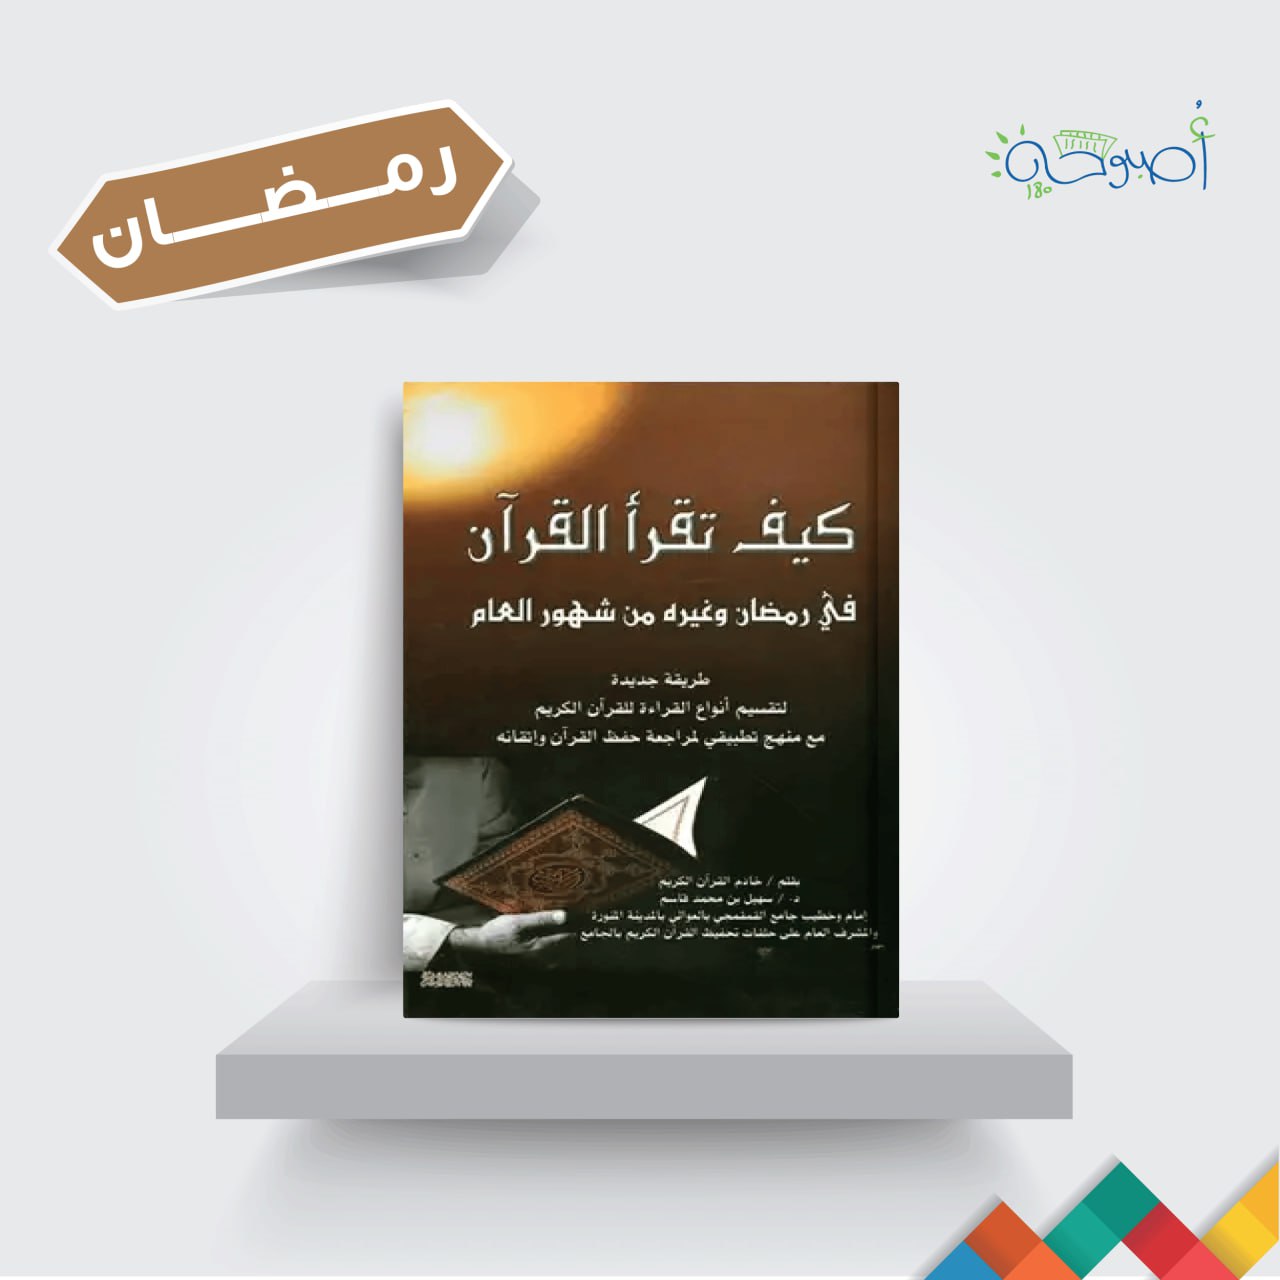 رمضان
أصبوحة
180
كيف تقرأ القرآن
في رمضان وغيره من شهور العام
طريقة جديدة
لتقسيم أنواع القراءة للقرآن الكريم
مع منهج تطبيقي لمراجعة حفظ القرآن وإتقانه
بقلم / خادم القرآن الكريم
د. / سهيل بن محمد قاسم
إمام وخطيب جامع القمقمجي بالعوالي بالمدينة المنورة
والمشرف العام على حلقات تحفيظ القرآن الكريم بالجامع